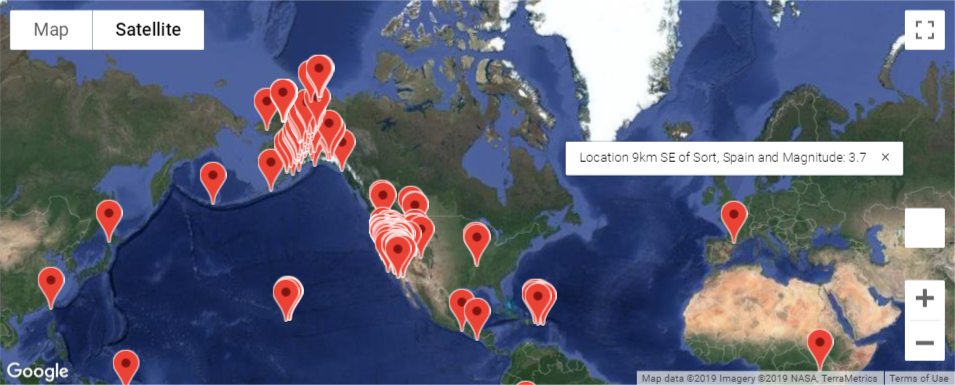 Map
Satellite
Location 9km SE of Sort, Spain and Magnitude: 3.7 ×
Google
Map data ©2019 Imagery ©2019 NASA, TerraMetrics
Terms of Use